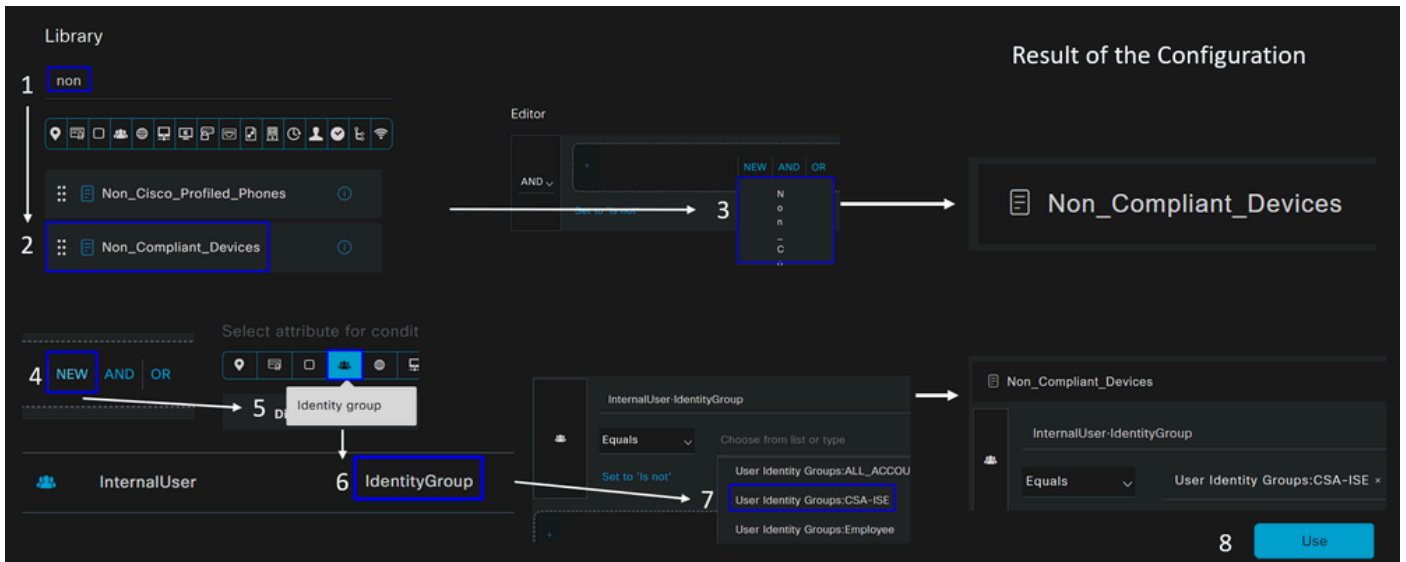 Library
Result of the Configuration
1 non
Editor
NEW AND OR
Non_Cisco_Profiled_Phones
AND
N
o
n
_
C
Set to 'Is not'
3
Non_Compliant_Devices
2 Non_Compliant_Devices
Select attribute for condit
4 NEW AND OR
5 Di
Identity group
InternalUser·IdentityGroup
Equals
Choose from list or type
Set to 'Is not'
User Identity Groups:ALL_ACCOU
7 User Identity Groups:CSA-ISE
User Identity Groups:Employee
Non_Compliant_Devices
InternalUser·IdentityGroup
Equals
User Identity Groups:CSA-ISE ×
InternalUser
6 IdentityGroup
8 Use